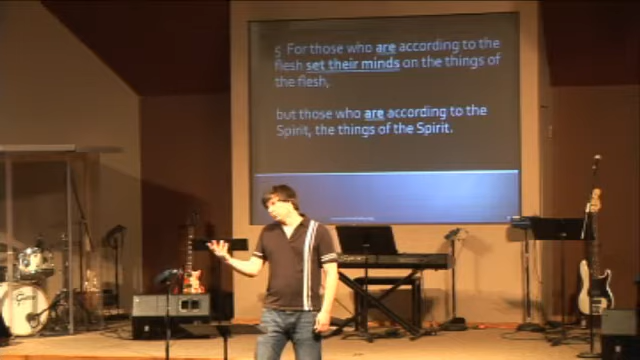 5 For those who are according to the
flesh set their minds on the things of
the flesh,
but those who are according to the
Spirit, the things of the Spirit.